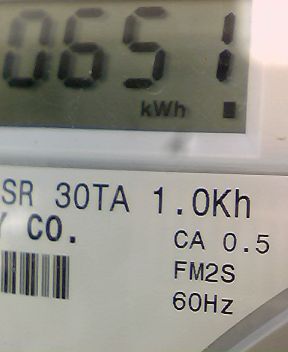 0651
kWh
SR 30TA 1.0Kh
Y CO.
CA 0.5
FM2S
60Hz